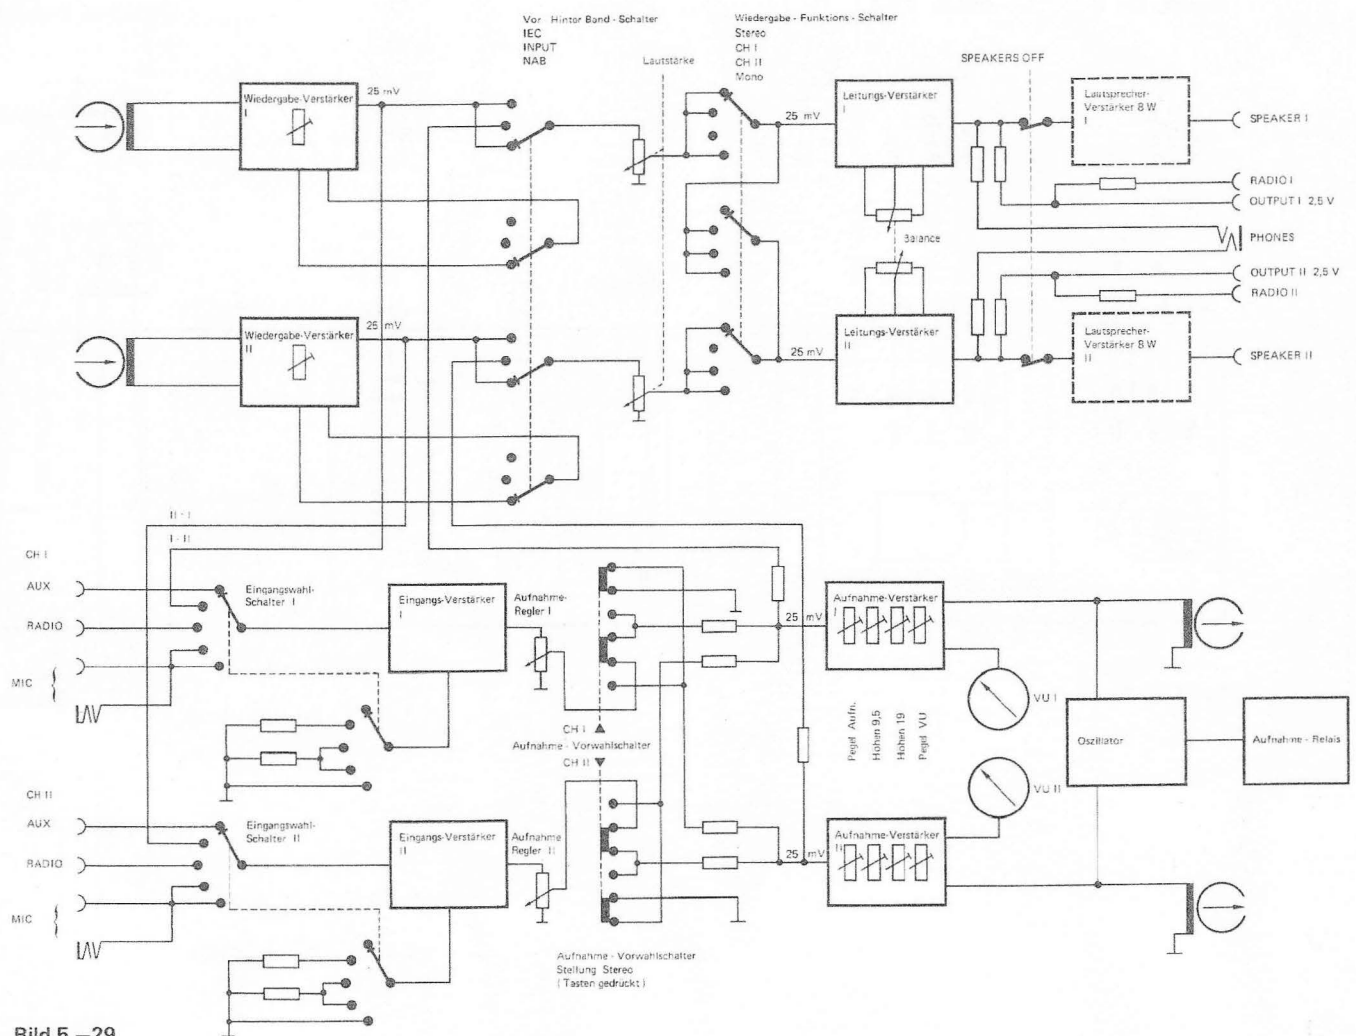 Vor Hinter Band - Schalter
IEC
INPUT
NAB
Wiedergabe - Funktions - Schalter
Stereo
CH I
CH II
Mono
Lautstärke
SPEAKERS OFF
Wiedergabe-Verstärker
I
25 mV
25 mV
Leitungs-Verstärker
I
Lautsprecher-
Verstärker 8 W
I
SPEAKER I
RADIO I
OUTPUT I 2,5 V
PHONES
Balance
OUTPUT II 2,5 V
RADIO II
Wiedergabe-Verstärker
II
25 mV
25 mV
Leitungs-Verstärker
II
Lautsprecher-
Verstärker 8 W
II
SPEAKER II
II - I
I - II
CH I
AUX
RADIO
MIC
Eingangswahl-
Schalter I
Eingangs-Verstärker
I
Aufnahme-
Regler I
25 mV
Aufnahme-Verstärker
I
VU I
CH I
Aufnahme - Vorwahlschalter
CH II
Pegel Aufn.
Hohen 9,5
Hohen 19
Pegel VU
Oszillator
Aufnahme - Relais
VU II
CH II
AUX
RADIO
MIC
Eingangswahl-
Schalter II
Eingangs-Verstärker
II
Aufnahme
Regler II
25 mV
Aufnahme-Verstärker
II
Aufnahme - Vorwahlschalter
Stellung Stereo
(Tasten gedrückt)
Bild 5 –29